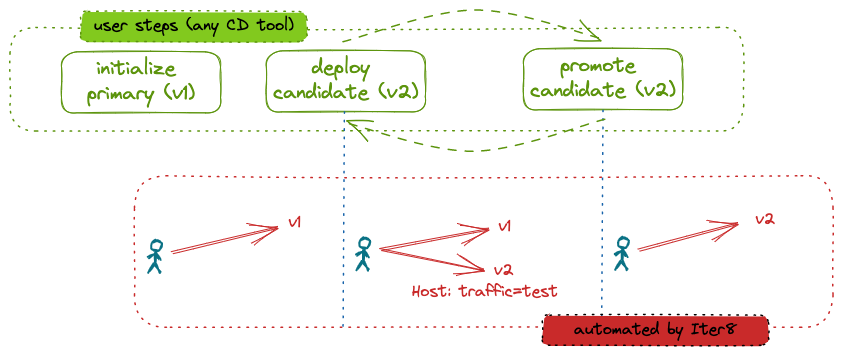 user steps (any CD tool)
initialize
primary (v1)
deploy
candidate (v2)
promote
candidate (v2)
v1
v1
v2
Host: traffic=test
v2
automated by Iter8